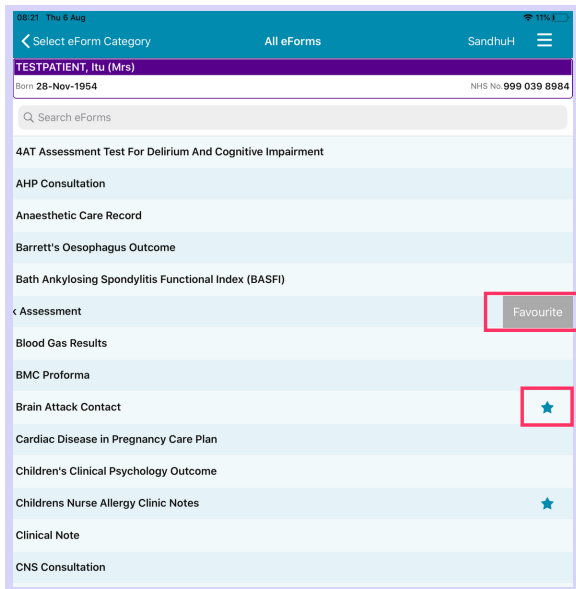 08:21 Thu 6 Aug 11%
Select eForm Category All eForms SandhuH
TESTPATIENT, Itu (Mrs)
Born 28-Nov-1954 NHS No. 999 039 8984
Search eForms
4AT Assessment Test For Delirium And Cognitive Impairment
AHP Consultation
Anaesthetic Care Record
Barrett's Oesophagus Outcome
Bath Ankylosing Spondylitis Functional Index (BASFI)
Assessment Favourite
Blood Gas Results
BMC Proforma
Brain Attack Contact
Cardiac Disease in Pregnancy Care Plan
Children's Clinical Psychology Outcome
Childrens Nurse Allergy Clinic Notes
Clinical Note
CNS Consultation